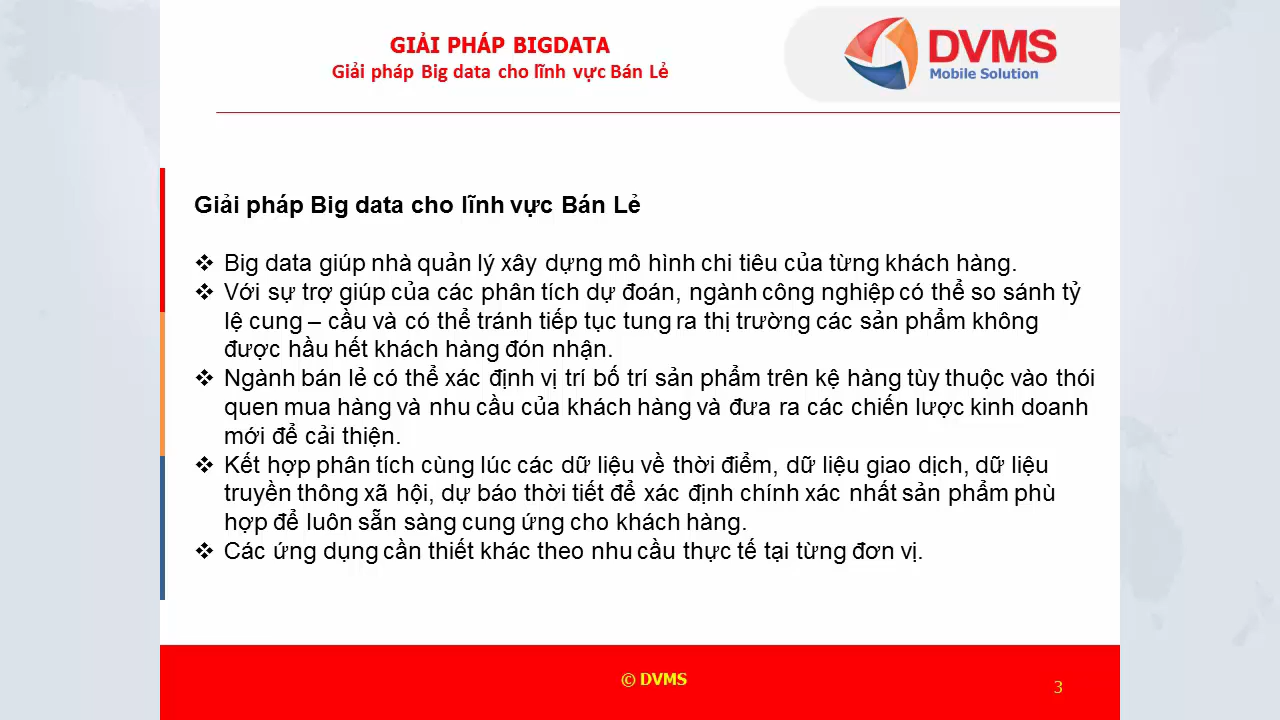 GIẢI PHÁP BIGDATA
Giải pháp Big data cho lĩnh vực Bán Lẻ
DVMS
Mobile Solution
Giải pháp Big data cho lĩnh vực Bán Lẻ
❖ Big data giúp nhà quản lý xây dựng mô hình chi tiêu của từng khách hàng.
❖ Với sự trợ giúp của các phân tích dự đoán, ngành công nghiệp có thể so sánh tỷ
lệ cung – cầu và có thể tránh tiếp tục tung ra thị trường các sản phẩm không
được hầu hết khách hàng đón nhận.
❖ Ngành bán lẻ có thể xác định vị trí bố trí sản phẩm trên kệ hàng tùy thuộc vào thói
quen mua hàng và nhu cầu của khách hàng và đưa ra các chiến lược kinh doanh
mới để cải thiện.
❖ Kết hợp phân tích cùng lúc các dữ liệu về thời điểm, dữ liệu giao dịch, dữ liệu
truyền thông xã hội, dự báo thời tiết để xác định chính xác nhất sản phẩm phù
hợp để luôn sẵn sàng cung ứng cho khách hàng.
❖ Các ứng dụng cần thiết khác theo nhu cầu thực tế tại từng đơn vị.
© DVMS
3